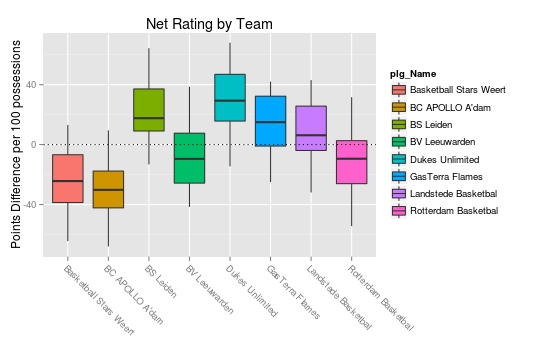 Net Rating by Team
Points Difference per 100 possessions
40
0
-40
Basketball Stars Weert
BC APOLLO A'dam
BS Leiden
BV Leeuwarden
Dukes Unlimited
GasTerra Flames
Landstede Basketbal
Rotterdam Basketbal
plg_Name
Basketball Stars Weert
BC APOLLO A'dam
BS Leiden
BV Leeuwarden
Dukes Unlimited
GasTerra Flames
Landstede Basketbal
Rotterdam Basketbal